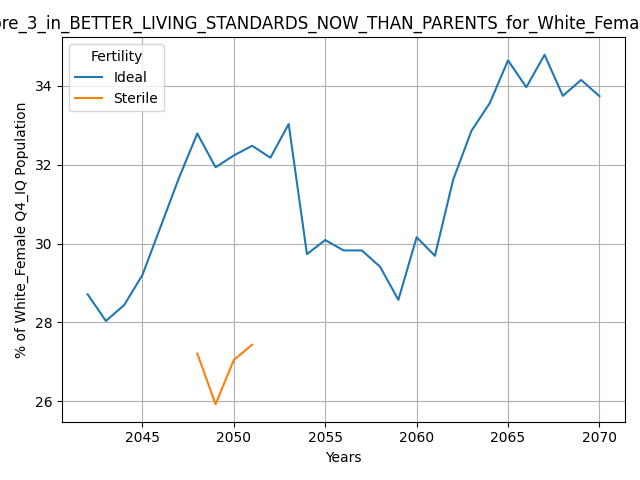 ore_3_in_BETTER_LIVING_STANDARDS_NOW_THAN_PARENTS_for_White_Fema
Fertility
Ideal
Sterile
% of White_Female Q4_IQ Population
34
32
30
28
26
2045 2050 2055 2060 2065 2070
Years